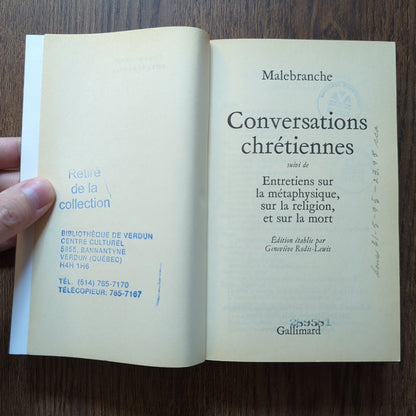 Retiré
de la
collection
BIBLIOTHÈQUE DE VERDUN
CENTRE CULTUREL
5955, BANNANTYNE
VERDUN (QUÉBEC)
H4H 1H6
TÉL. (514) 765-7170
TÉLÉCOPIEUR: 765-7167
Malebranche
Conversations
chrétiennes
suivi de
Entretiens sur
la métaphysique,
sur la religion,
et sur la mort
Édition établie par
Geneviève Rodis-Lewis
Gallimard